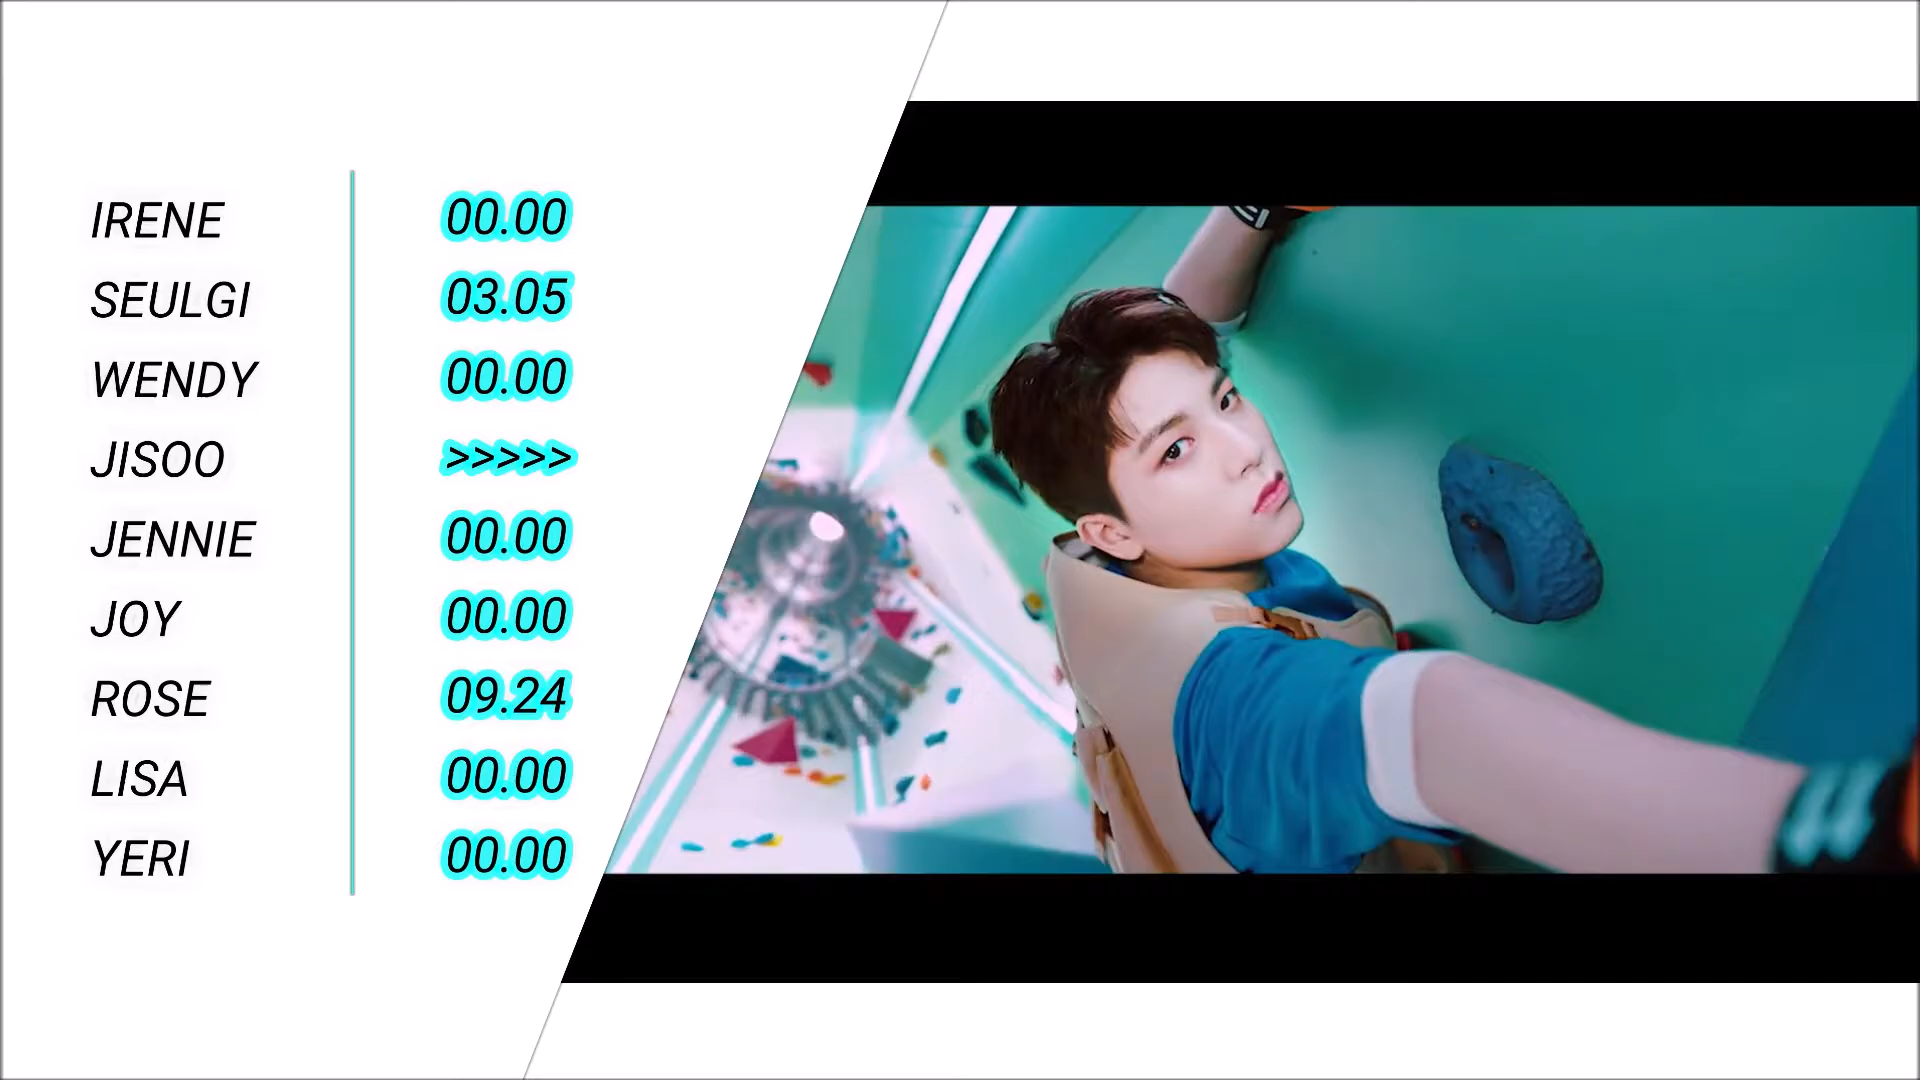 IRENE 00.00
SEULGI 03.05
WENDY 00.00
JISOO >>>>>
JENNIE 00.00
JOY 00.00
ROSE 09.24
LISA 00.00
YERI 00.00